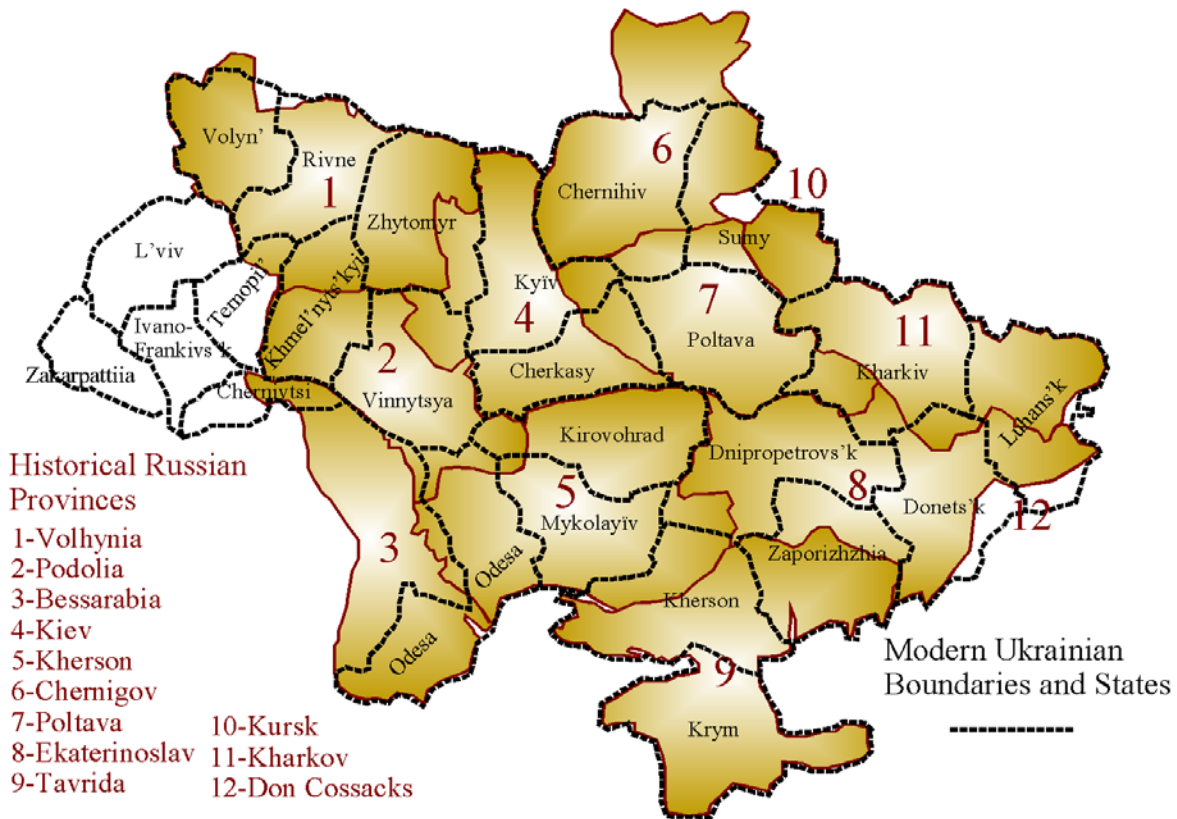 6
10
Volyn’
Rivne
1
Chernihiv
Zhytomyr
Sumy
L’viv
Kyïv
7
11
Temopil’
Khmel’nyts’kyi
4
Poltava
Ivano-
Frankivs’k
2
Cherkasy
Kharkiv
Zakarpattiia
Chernivtsi
Vinnytsya
Luhans’k
Kirovohrad
Dnipropetrovs’k
8
5
Donets’k
12
Mykolayïv
3
Odesa
Zaporizhzhia
Kherson
Odesa
9
Krym
Historical Russian
Provinces
1-Volhynia
2-Podolia
3-Bessarabia
4-Kiev
5-Kherson
6-Chernigov
7-Poltava
8-Ekaterinoslav
9-Tavrida
10-Kursk
11-Kharkov
12-Don Cossacks
Modern Ukrainian
Boundaries and States